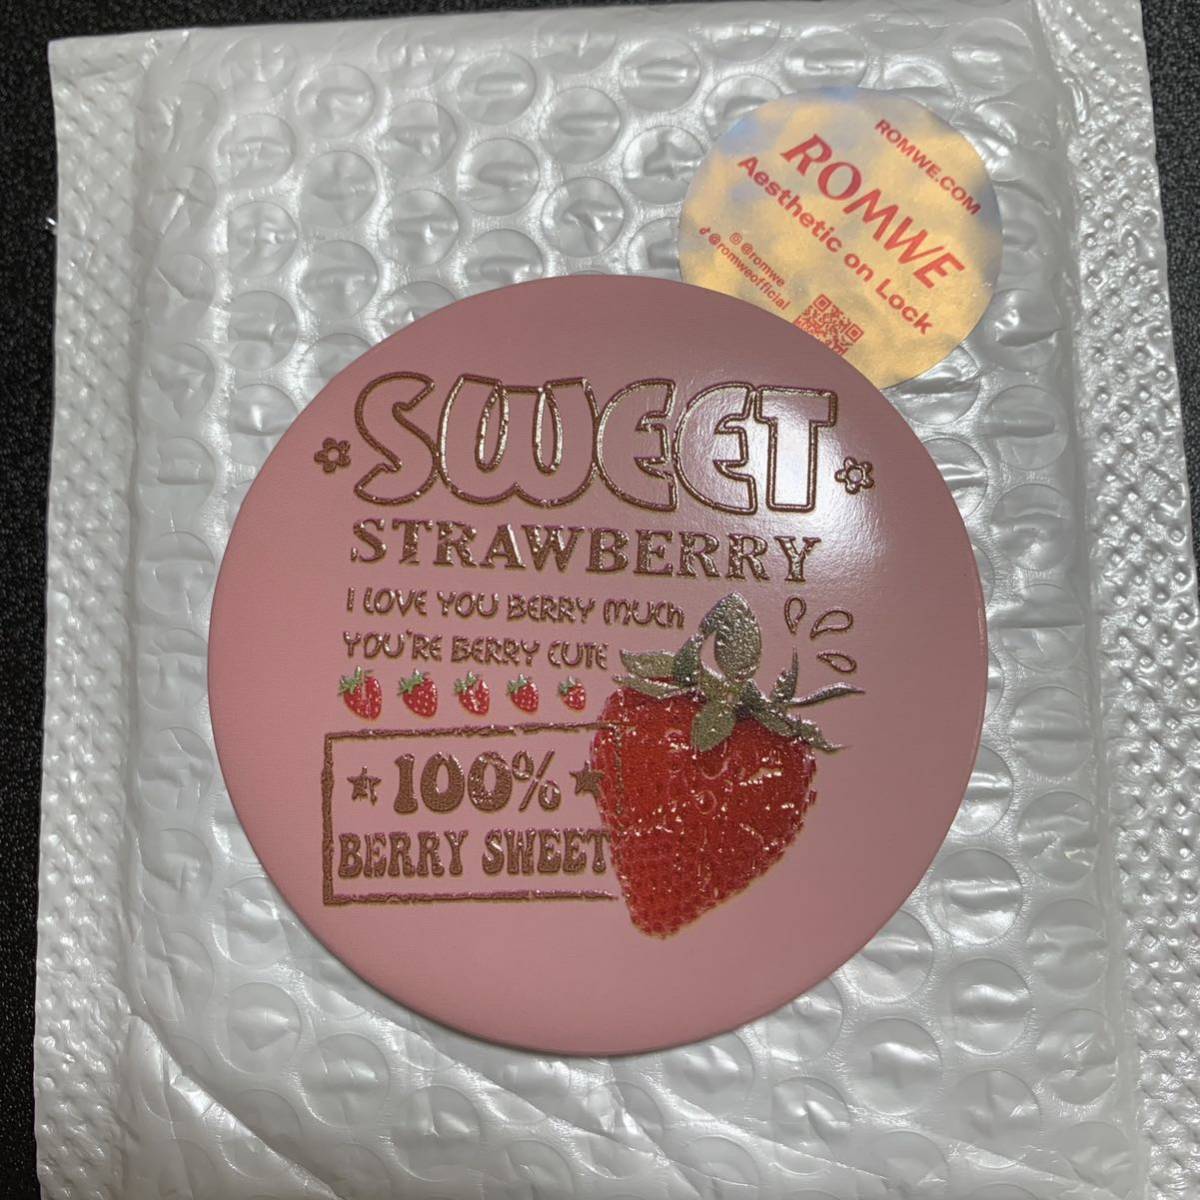 ROMWE.COM
ROMWE
Aesthetic on Lock
@romwe
@romweofficial
SWEET
STRAWBERRY
I LOVE YOU BERRY MUCH
YOU'RE BERRY CUTE
100%
BERRY SWEET